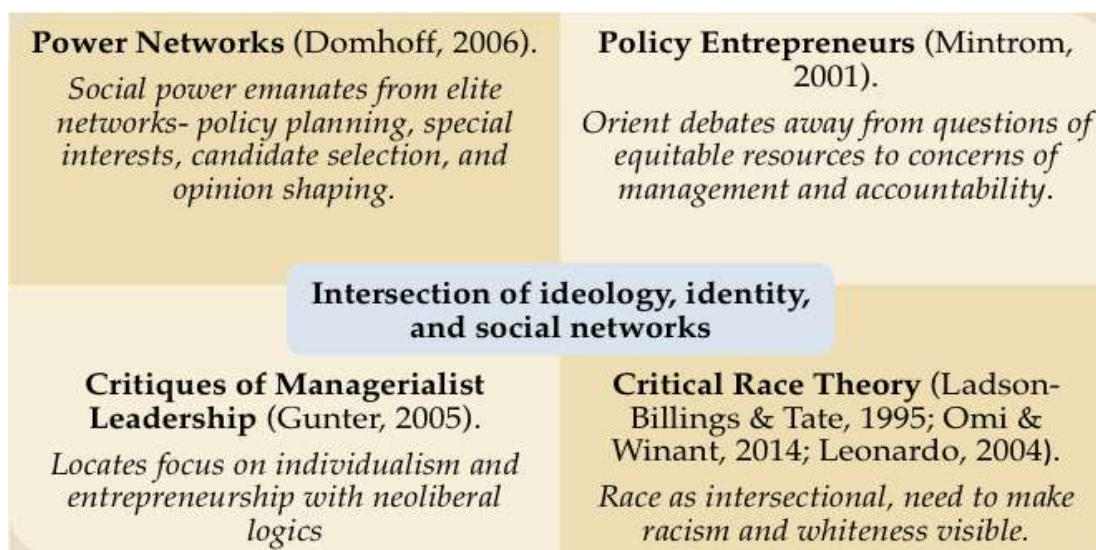 Power Networks (Domhoff, 2006).
Social power emanates from elite
networks- policy planning, special
interests, candidate selection, and
opinion shaping.
Policy Entrepreneurs (Mintrom,
2001).
Orient debates away from questions of
equitable resources to concerns of
management and accountability.
Intersection of ideology, identity,
and social networks
Critiques of Managerialist
Leadership (Gunter, 2005).
Locates focus on individualism and
entrepreneurship with neoliberal
logics
Critical Race Theory (Ladson-
Billings & Tate, 1995; Omi &
Winant, 2014; Leonardo, 2004).
Race as intersectional, need to make
racism and whiteness visible.